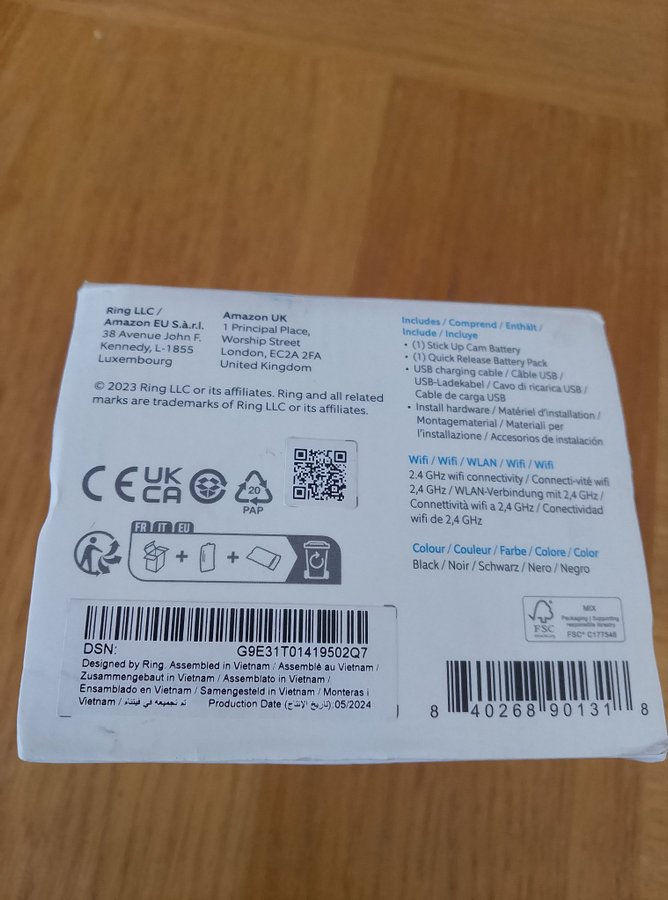 Ring LLC /
Amazon EU S.à.r.l.
38 Avenue John F.
Kennedy, L-1855
Luxembourg
Amazon UK
1 Principal Place,
Worship Street
London, EC2A 2FA
United Kingdom
© 2023 Ring LLC or its affiliates. Ring and all related
marks are trademarks of Ring LLC or its affiliates.
CE
UK
CA
20
PAP
FR IT EU
DSN: G9E31T01419502Q7
Designed by Ring. Assembled in Vietnam / Assemblé au Vietnam /
Zusammengebaut in Vietnam / Assemblato in Vietnam /
Ensamblado en Vietnam / Samengesteld in Vietnam / Monteras i
Vietnam / تم تجميعه في فيتنام Production Date (تاريخ الإنتاج):05/2024
Includes / Comprend / Enthält /
Include / Incluye
• (1) Stick Up Cam Battery
• (1) Quick Release Battery Pack
• USB charging cable / Câble USB /
USB-Ladekabel / Cavo di ricarica USB /
Cable de carga USB
• Install hardware / Matériel d'installation /
Montagematerial / Materiali per
l'installazione / Accesorios de instalación
Wifi / Wifi / WLAN / Wifi / Wifi
2.4 GHz wifi connectivity / Connecti-vité wifi
2,4 GHz / WLAN-Verbindung mit 2,4 GHz /
Connettività wifi a 2,4 GHz / Conectividad
wifi de 2,4 GHz
Colour / Couleur / Farbe / Colore / Color
Black / Noir / Schwarz / Nero / Negro
MIX
Packaging | Supporting
responsible forestry
FSC® C177548
FSC
8 40268 90131 8